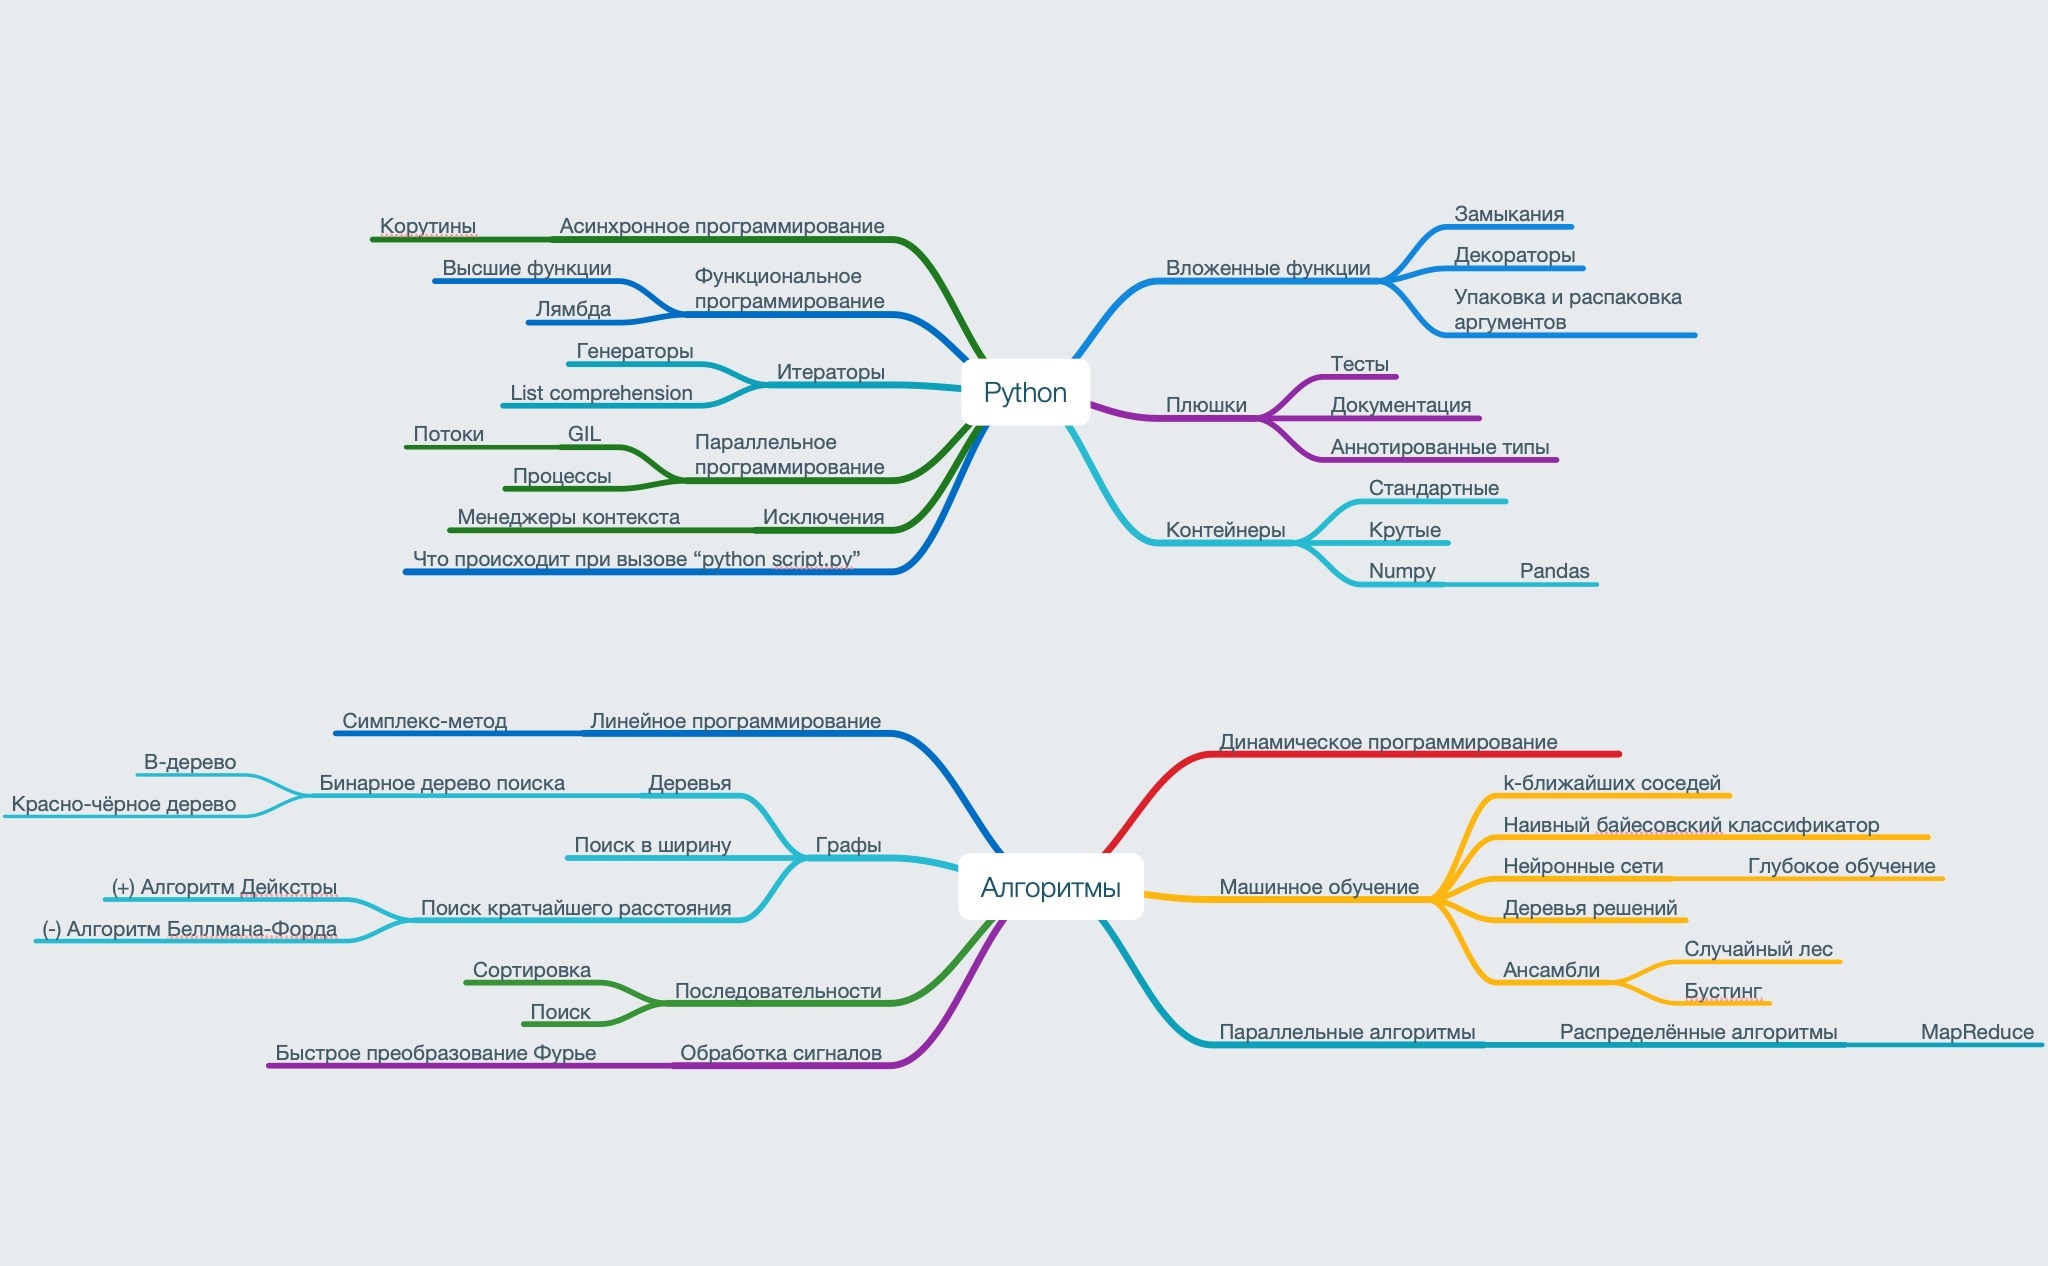 Python
Вложенные функции
Замыкания
Декораторы
Упаковка и распаковка
аргументов
Плюшки
Тесты
Документация
Аннотированные типы
Контейнеры
Стандартные
Крутые
Numpy
Pandas
Асинхронное программирование
Корутины
Функциональное
программирование
Высшие функции
Лямбда
Итераторы
Генераторы
List comprehension
Параллельное
программирование
GIL
Потоки
Процессы
Исключения
Менеджеры контекста
Что происходит при вызове “python script.py”
Алгоритмы
Динамическое программирование
Машинное обучение
k-ближайших соседей
Наивный байесовский классификатор
Нейронные сети
Глубокое обучение
Деревья решений
Ансамбли
Случайный лес
Бустинг
Параллельные алгоритмы
Распределённые алгоритмы
MapReduce
Линейное программирование
Симплекс-метод
Графы
Деревья
Бинарное дерево поиска
B-дерево
Красно-чёрное дерево
Поиск в ширину
Поиск кратчайшего расстояния
(+) Алгоритм Дейкстры
(-) Алгоритм Беллмана-Форда
Последовательности
Сортировка
Поиск
Обработка сигналов
Быстрое преобразование Фурье